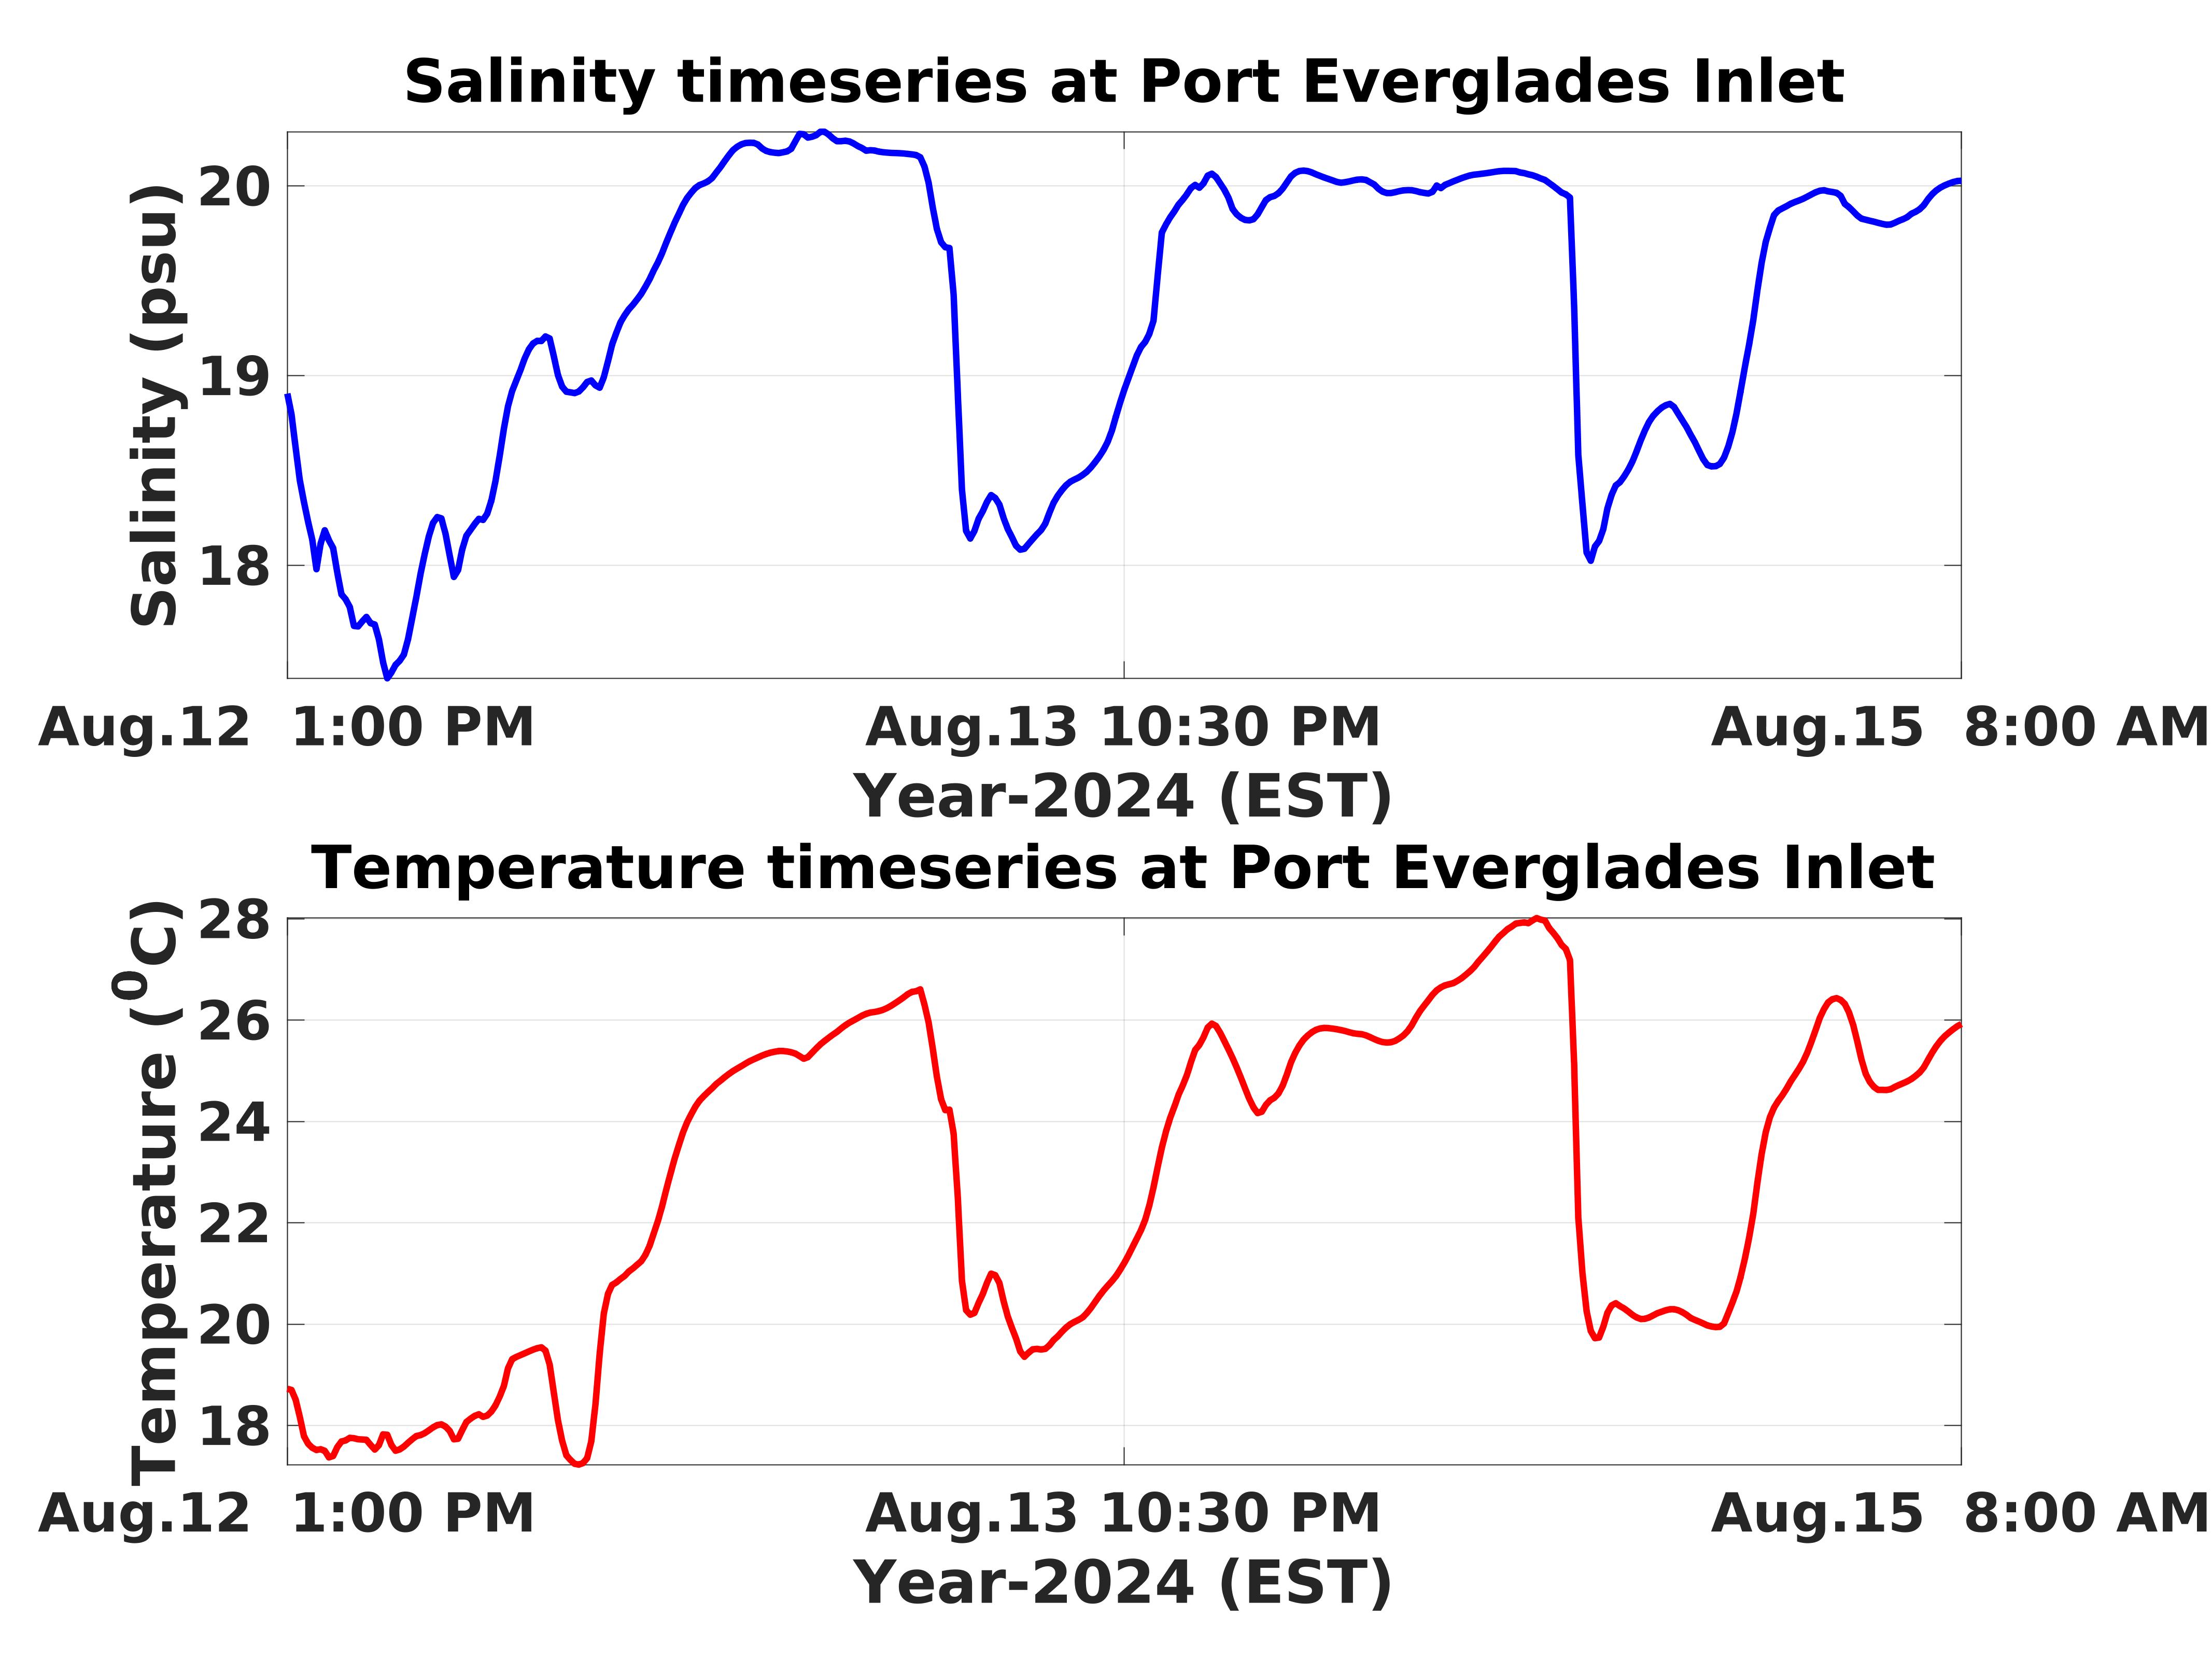 Salinity timeseries at Port Everglades Inlet
Salinity (psu)
20
19
18
Aug.12 1:00 PM Aug.13 10:30 PM Aug.15 8:00 AM
Year-2024 (EST)
Temperature timeseries at Port Everglades Inlet
Temperature (⁰C)
28
26
24
22
20
18
Aug.12 1:00 PM Aug.13 10:30 PM Aug.15 8:00 AM
Year-2024 (EST)